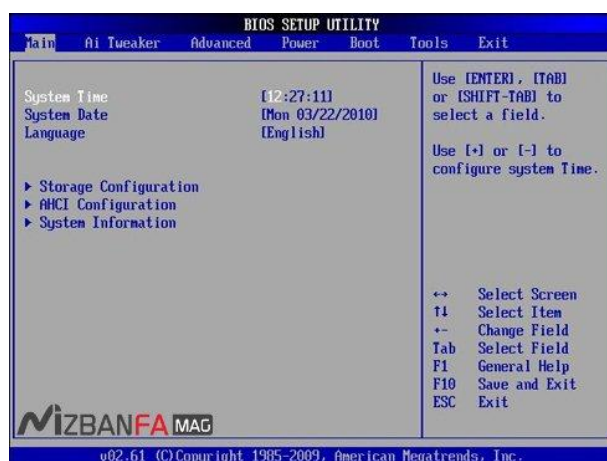 BIOS SETUP UTILITY
Main Ai Tweaker Advanced Power Boot Tools Exit
System Time [12:27:11]
System Date [Mon 03/22/2010]
Language [English]
▶ Storage Configuration
▶ AHCI Configuration
▶ System Information
Use [ENTER], [TAB]
or [SHIFT-TAB] to
select a field.
Use [+] or [-] to
configure system Time.
↔ Select Screen
↑↓ Select Item
+- Change Field
Tab Select Field
F1 General Help
F10 Save and Exit
ESC Exit
MIZBANFA MAG
v02.61 (C)Copyright 1985-2009, American Megatrends, Inc.